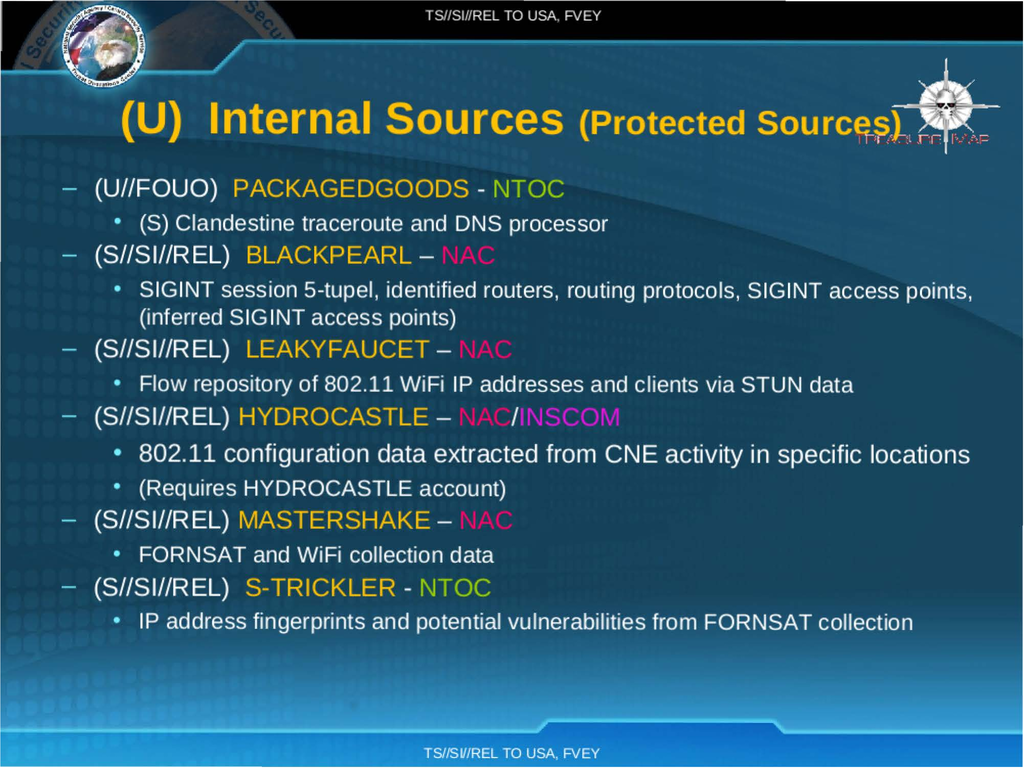 TS//SI//REL TO USA, FVEY
(U) Internal Sources (Protected Sources)
TREASURE MAP
– (U//FOUO) PACKAGEDGOODS - NTOC
• (S) Clandestine traceroute and DNS processor
– (S//SI//REL) BLACKPEARL – NAC
• SIGINT session 5-tupel, identified routers, routing protocols, SIGINT access points,
(inferred SIGINT access points)
– (S//SI//REL) LEAKYFAUCET – NAC
• Flow repository of 802.11 WiFi IP addresses and clients via STUN data
– (S//SI//REL) HYDROCASTLE – NAC/INSCOM
• 802.11 configuration data extracted from CNE activity in specific locations
• (Requires HYDROCASTLE account)
– (S//SI//REL) MASTERSHAKE – NAC
• FORNSAT and WiFi collection data
– (S//SI//REL) S-TRICKLER - NTOC
• IP address fingerprints and potential vulnerabilities from FORNSAT collection
TS//SI//REL TO USA, FVEY